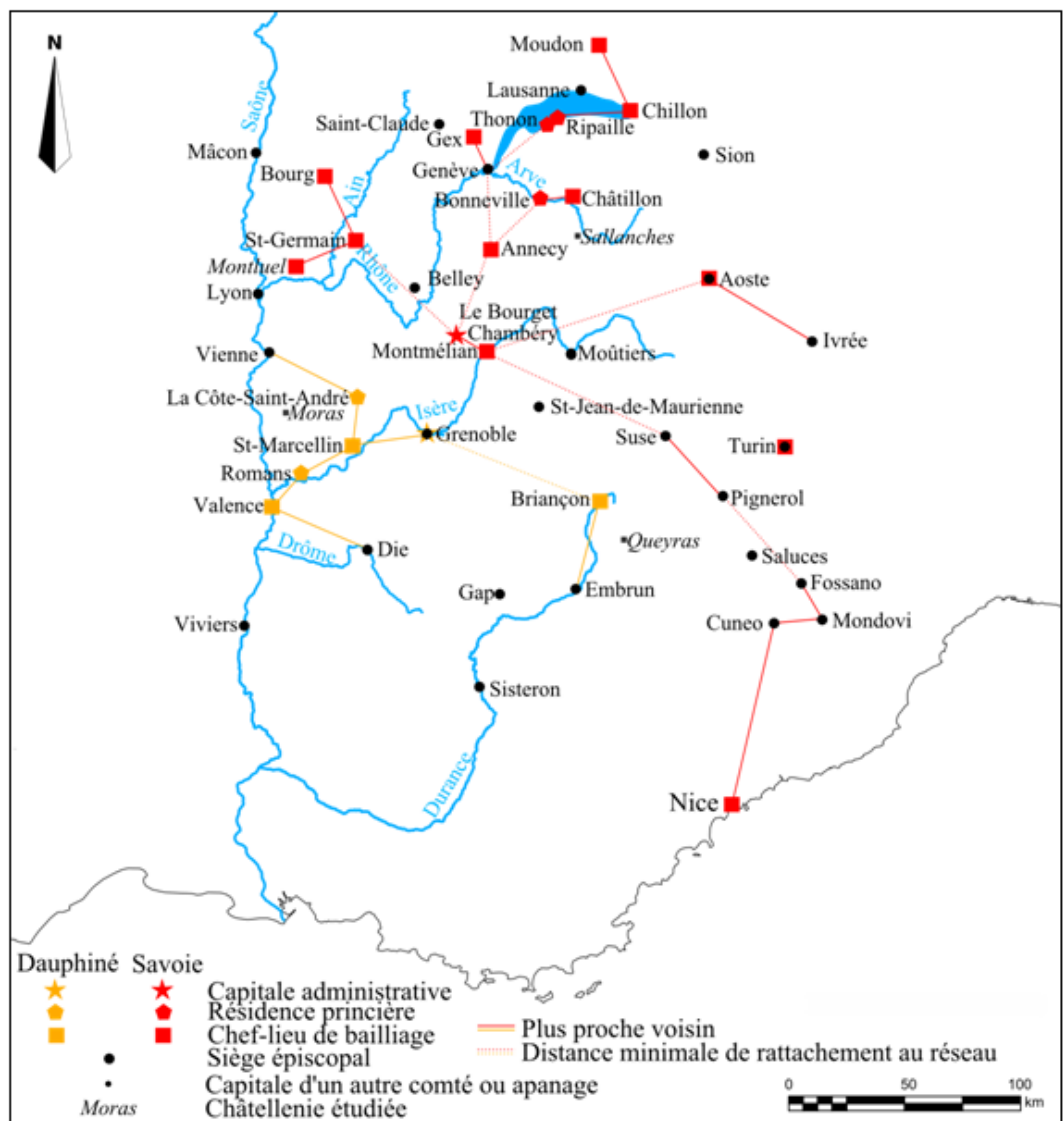 N
Moudon
Lausanne
Chillon
Thonon
Ripaille
Saint-Claude
Gex
Saône
Mâcon
Sion
Genève
Arve
Bourg
Ain
Bonneville
Châtillon
St-Germain
Sallanches
Annecy
Montluel
Rhône
Belley
Aoste
Lyon
Le Bourget
Chambéry
Ivrée
Vienne
Montmélian
Moûtiers
La Côte-Saint-André
Moras
Isère
St-Jean-de-Maurienne
Grenoble
Suse
Turin
St-Marcellin
Romans
Valence
Briançon
Pignerol
Drôme
Die
Queyras
Saluces
Gap
Embrun
Fossano
Viviers
Cuneo
Mondovi
Sisteron
Durance
Nice
Dauphiné Savoie
Capitale administrative
Résidence princière
Chef-lieu de bailliage
Siège épiscopal
Capitale d'un autre comté ou apanage
Moras Châtellenie étudiée
Plus proche voisin
Distance minimale de rattachement au réseau
0 50 100
km